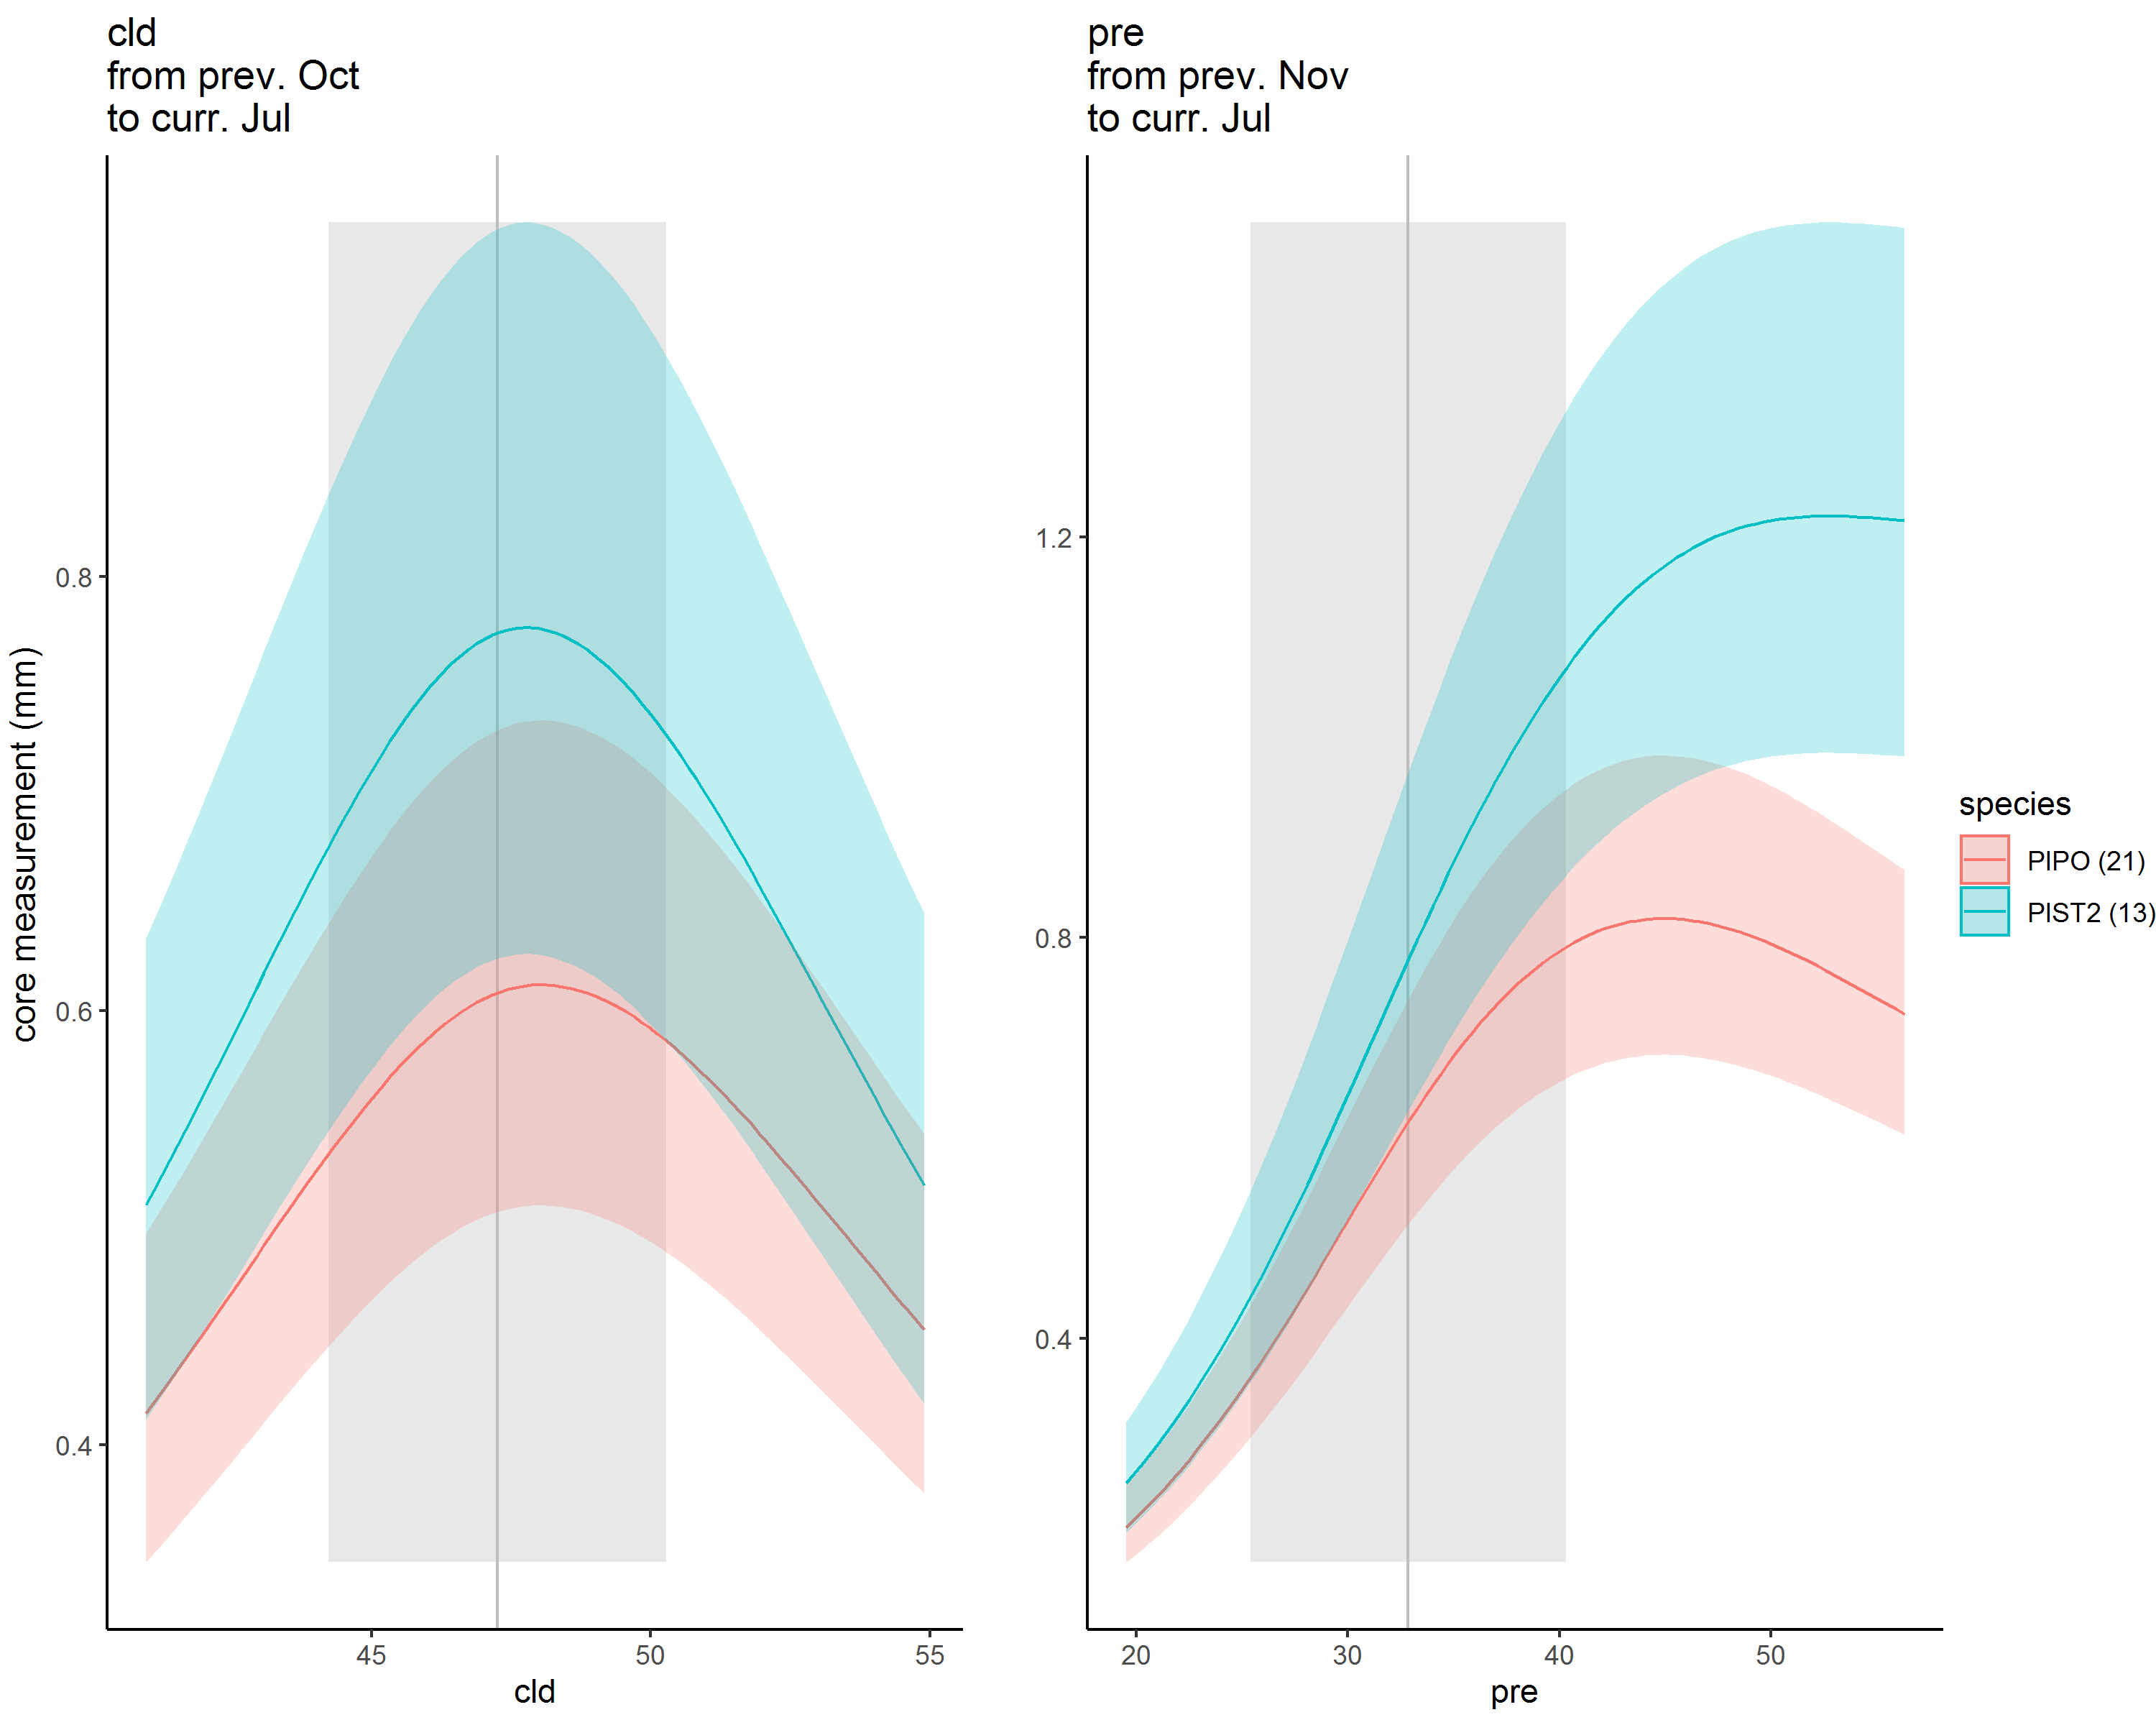 cld
from prev. Oct
to curr. Jul
pre
from prev. Nov
to curr. Jul
core measurement (mm)
0.8
0.6
0.4
45
50
55
cld
1.2
0.8
0.4
20
30
40
50
pre
species
PIPO (21)
PIST2 (13)